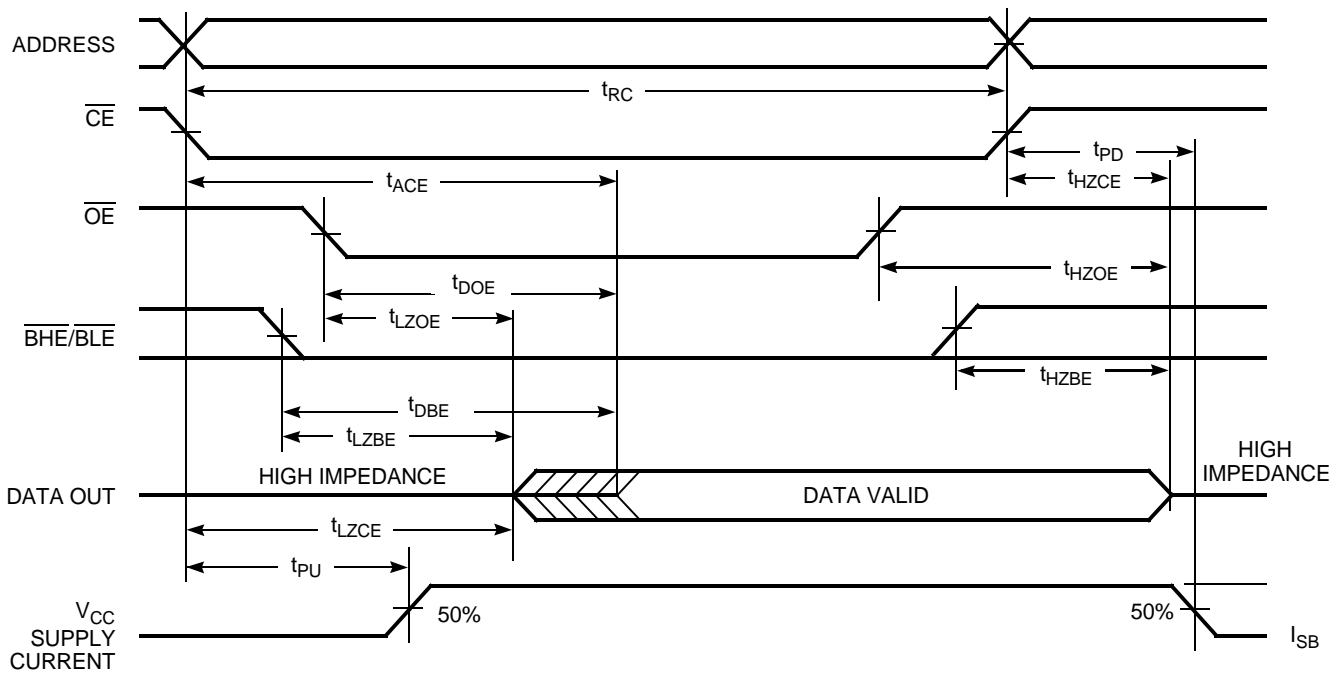 ADDRESS
tRC
CE
tPD
tACE
tHZCE
OE
tHZOE
tDOE
tLZOE
BHE/BLE
tHZBE
tDBE
tLZBE
HIGH IMPEDANCE
HIGH
IMPEDANCE
DATA OUT
DATA VALID
tLZCE
tPU
VCC
SUPPLY
CURRENT
50%
50%
ISB